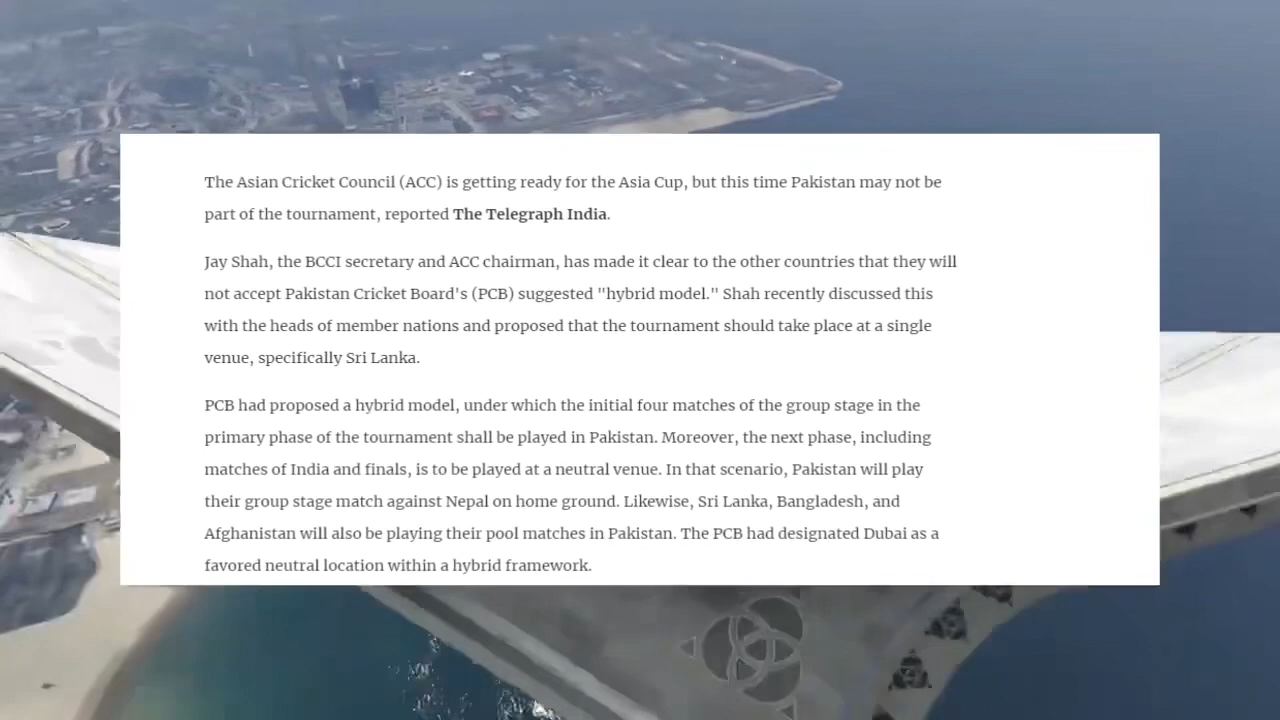 The Asian Cricket Council (ACC) is getting ready for the Asia Cup, but this time Pakistan may not be
part of the tournament, reported The Telegraph India.
Jay Shah, the BCCI secretary and ACC chairman, has made it clear to the other countries that they will
not accept Pakistan Cricket Board's (PCB) suggested "hybrid model." Shah recently discussed this
with the heads of member nations and proposed that the tournament should take place at a single
venue, specifically Sri Lanka.
PCB had proposed a hybrid model, under which the initial four matches of the group stage in the
primary phase of the tournament shall be played in Pakistan. Moreover, the next phase, including
matches of India and finals, is to be played at a neutral venue. In that scenario, Pakistan will play
their group stage match against Nepal on home ground. Likewise, Sri Lanka, Bangladesh, and
Afghanistan will also be playing their pool matches in Pakistan. The PCB had designated Dubai as a
favored neutral location within a hybrid framework.